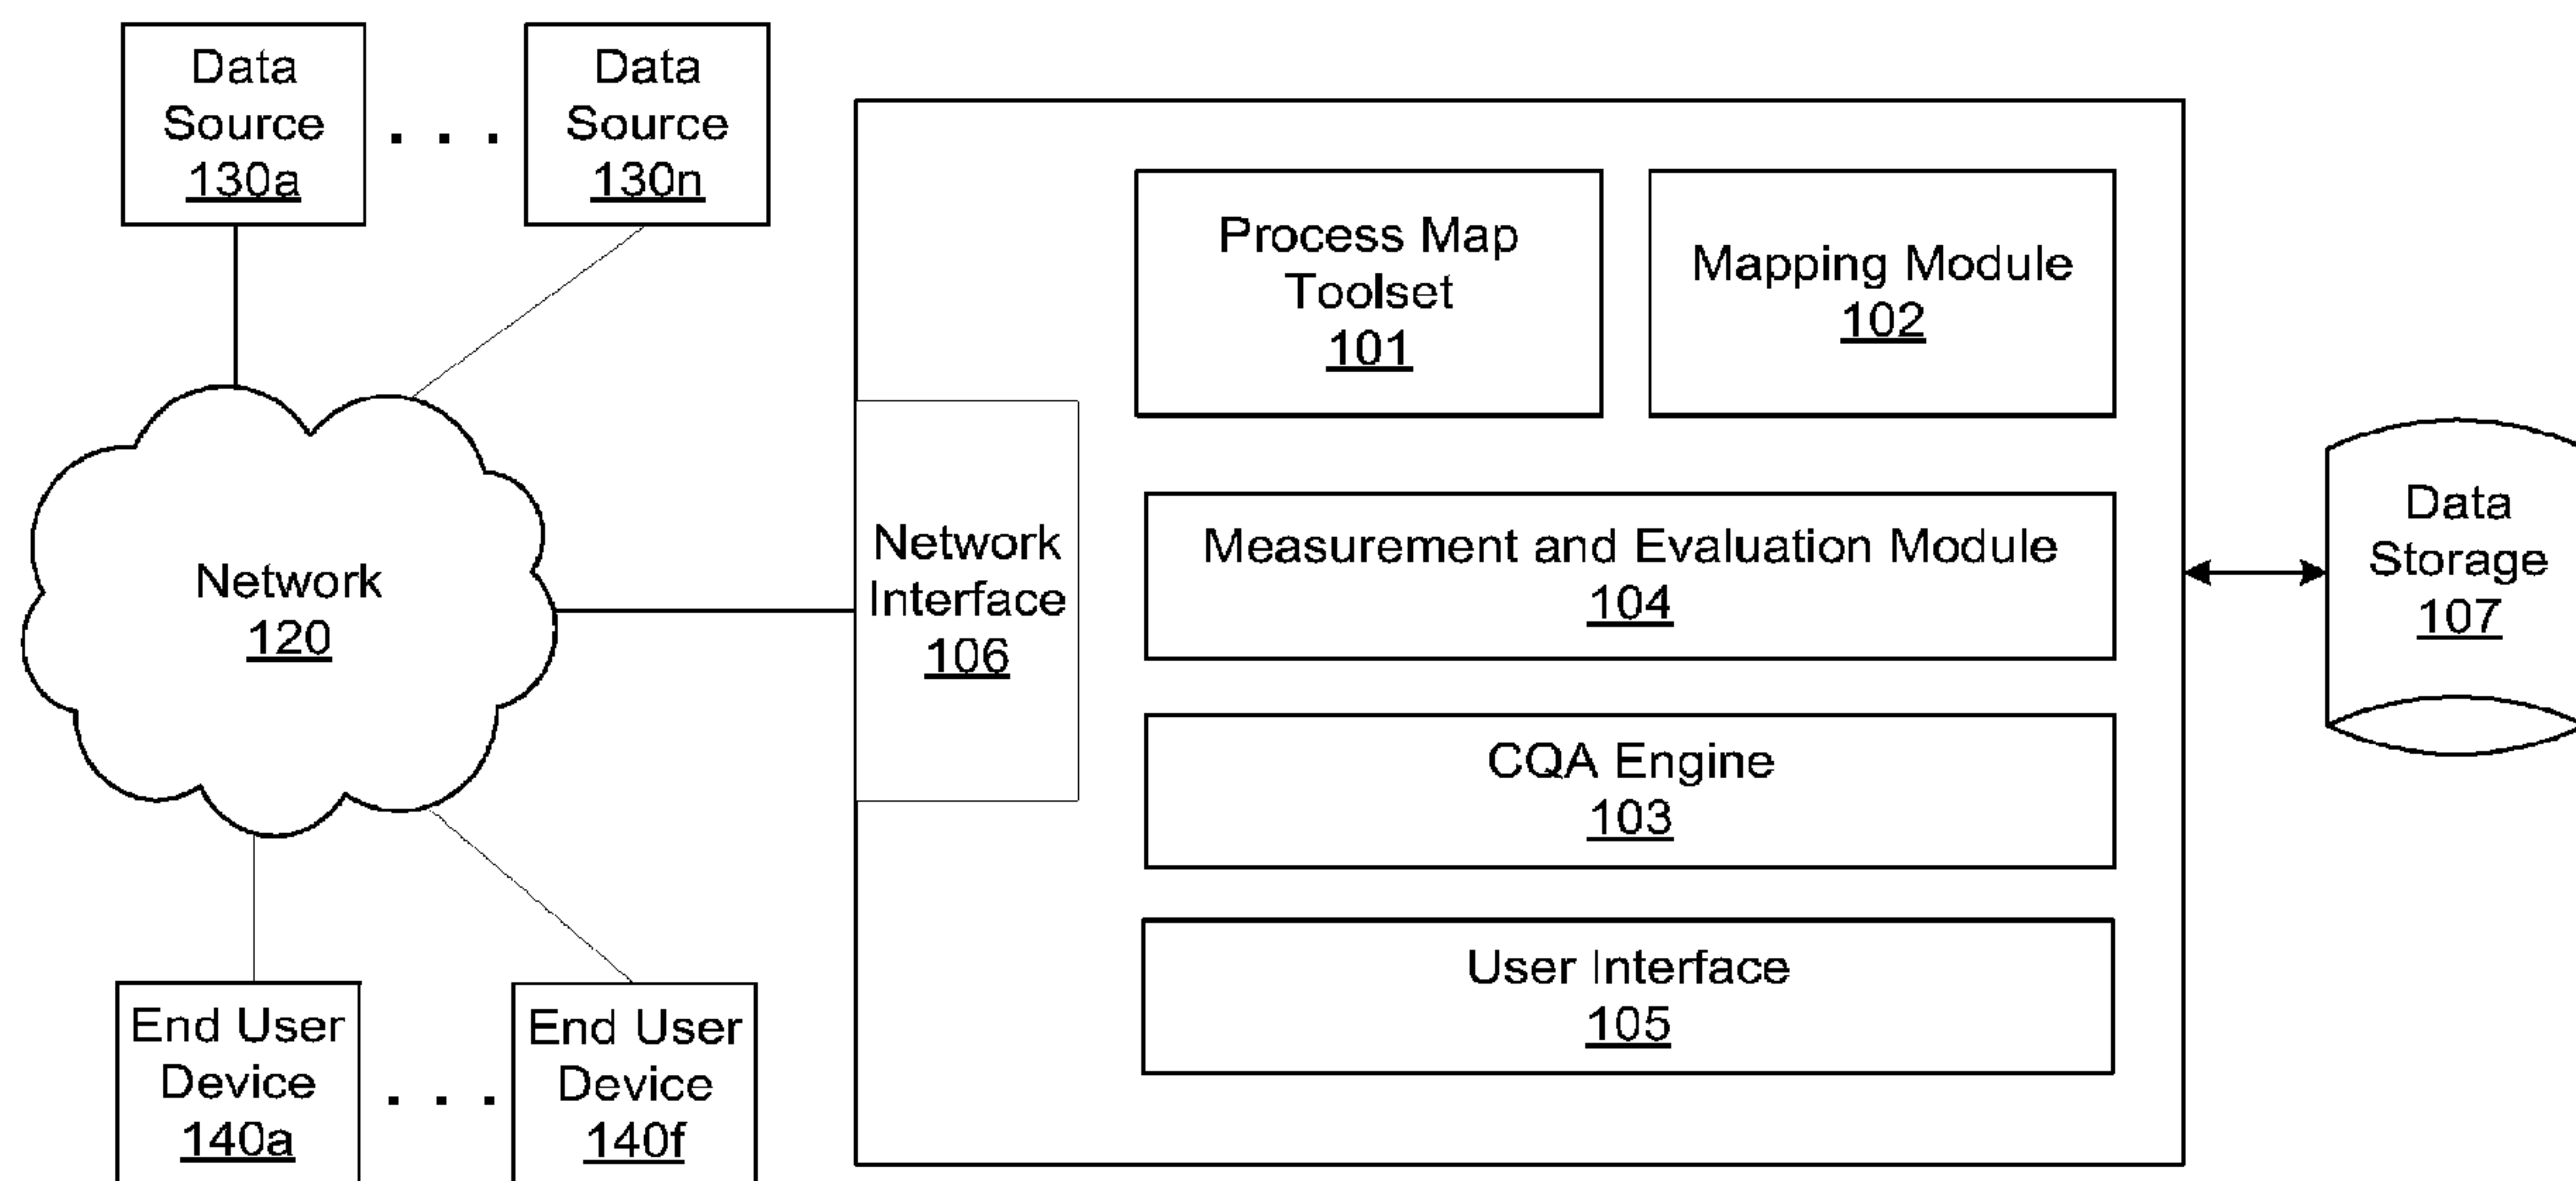 Data
Source
130a
. . .
Data
Source
130n
Process Map
Toolset
101
Mapping Module
102
Network
120
Network
Interface
106
Measurement and Evaluation Module
104
Data
Storage
107
CQA Engine
103
User Interface
105
End User
Device
140a
. . .
End User
Device
140f